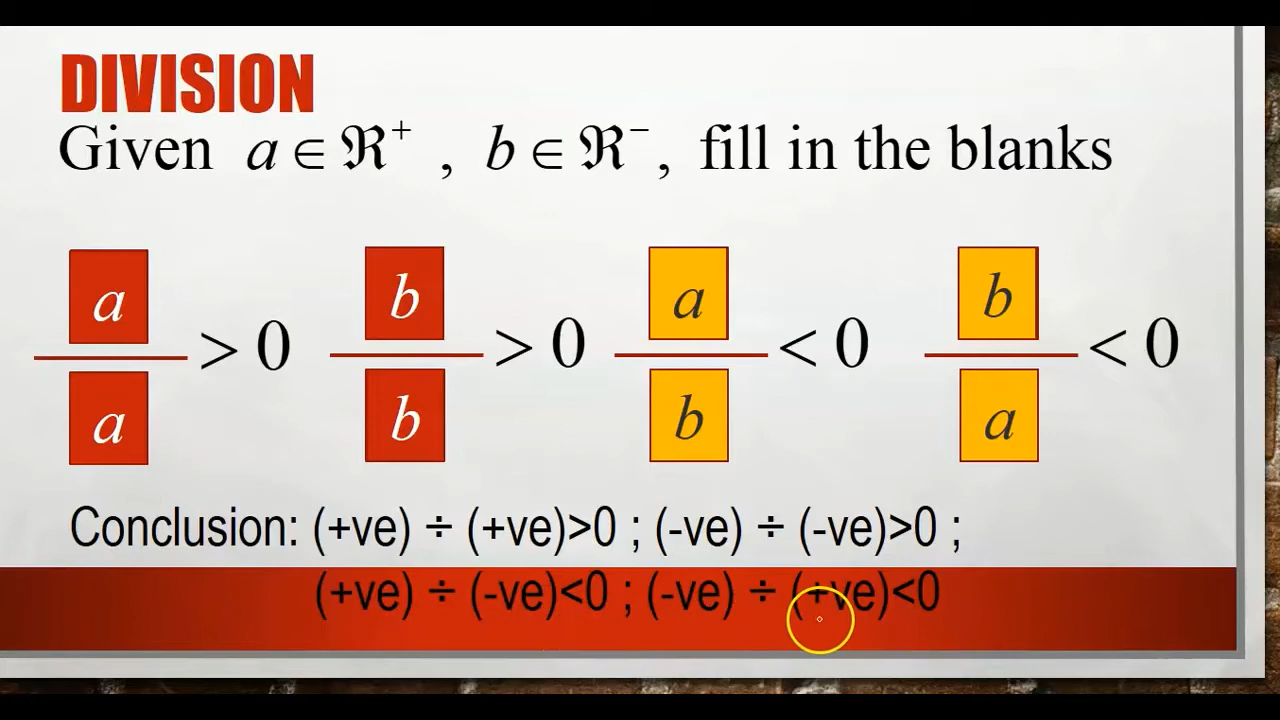 DIVISION
Given a ∈ ℜ⁺ , b ∈ ℜ⁻, fill in the blanks
a/a > 0 b/b > 0 a/b < 0 b/a < 0
Conclusion: (+ve) ÷ (+ve)>0 ; (-ve) ÷ (-ve)>0 ;
(+ve) ÷ (-ve)<0 ; (-ve) ÷ (+ve)<0